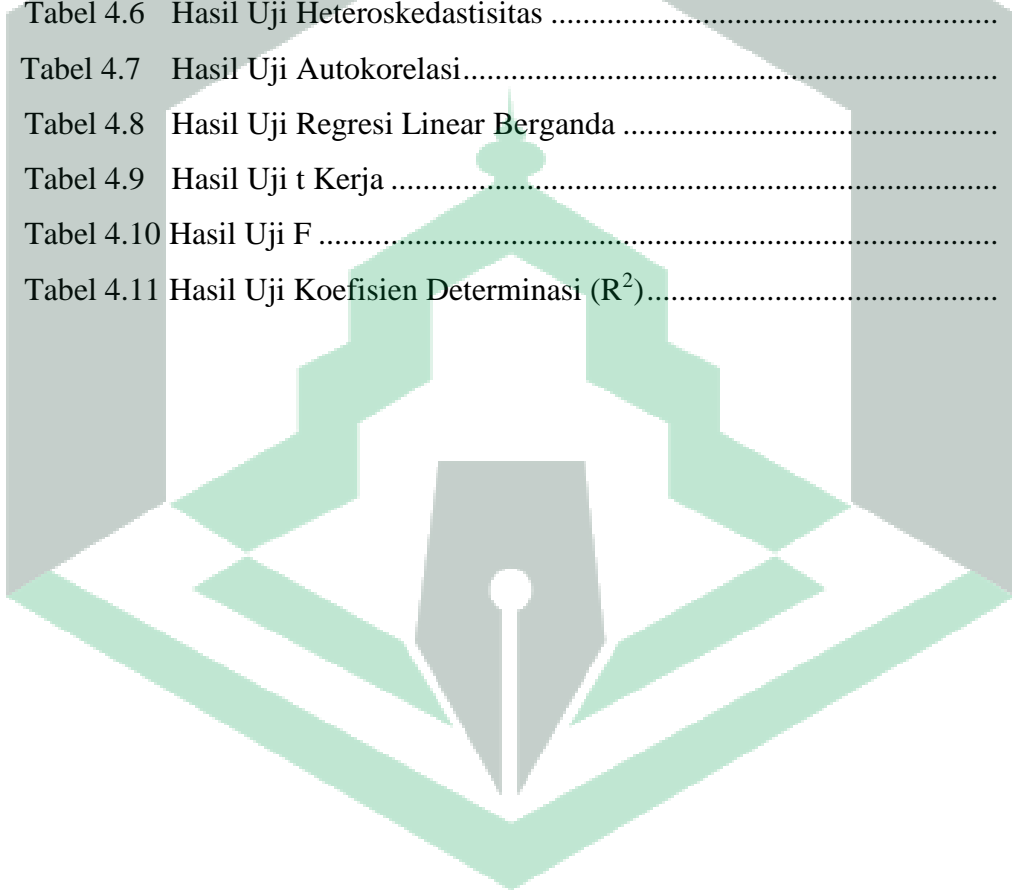 Tabel 4.6 Hasil Uji Heteroskedastisitas ..........................................................
Tabel 4.7 Hasil Uji Autokorelasi....................................................................
Tabel 4.8 Hasil Uji Regresi Linear Berganda ................................................
Tabel 4.9 Hasil Uji t Kerja .............................................................................
Tabel 4.10 Hasil Uji F .....................................................................................
Tabel 4.11 Hasil Uji Koefisien Determinasi (R²)............................................